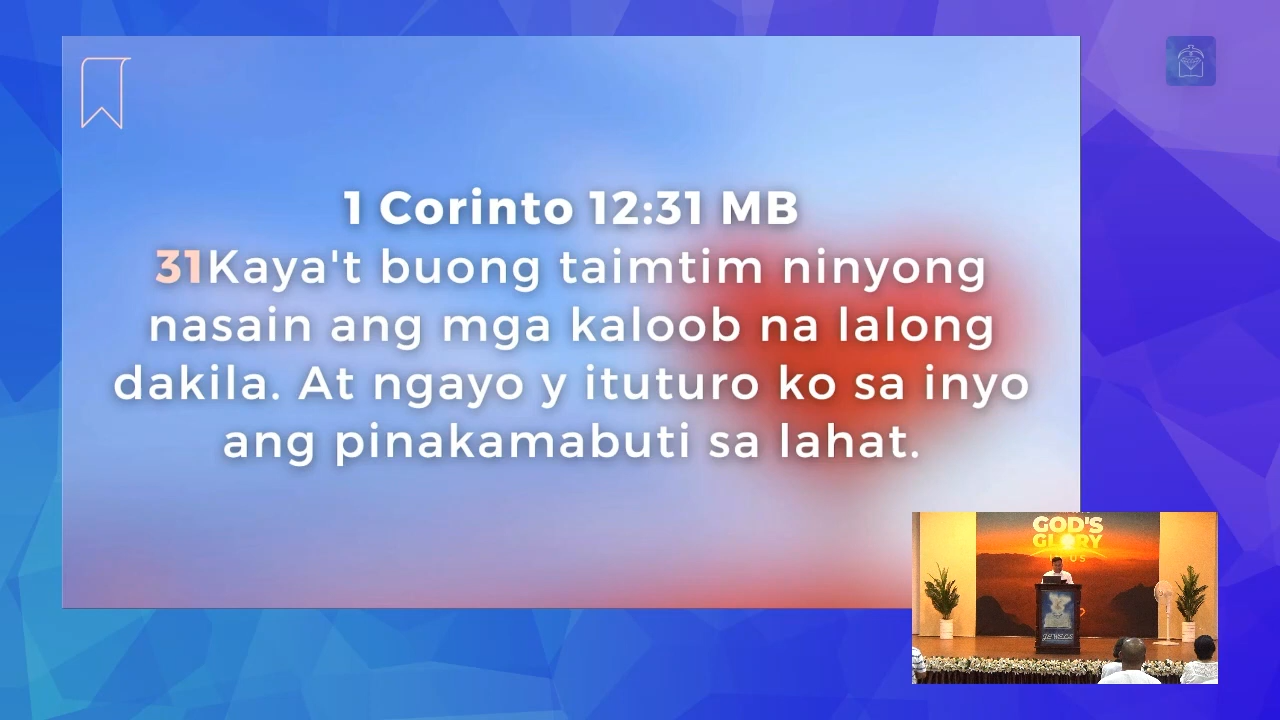 1 Corinto 12:31 MB
31Kaya't buong taimtim ninyong
nasain ang mga kaloob na lalong
dakila. At ngayo y ituturo ko sa inyo
ang pinakamabuti sa lahat.
GOD'S
GLORY